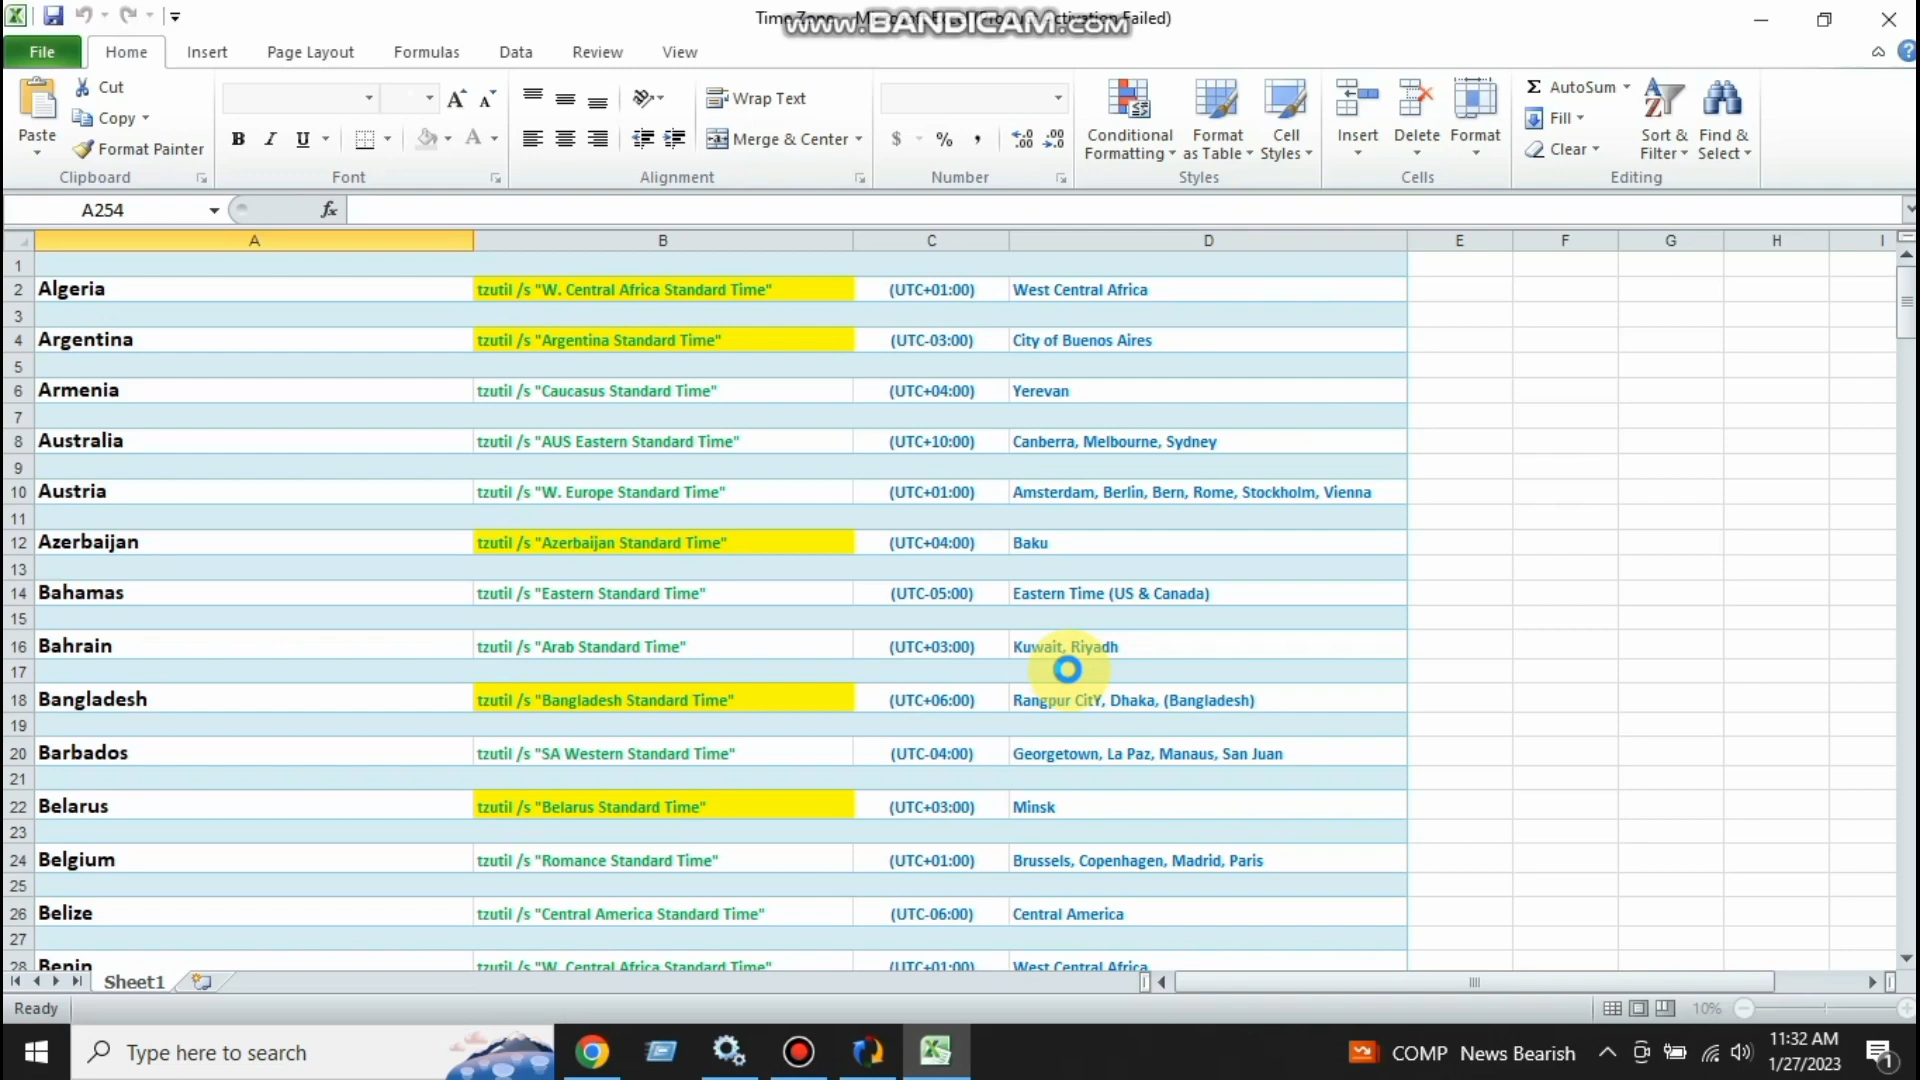 Time Zone - Microsoft Excel (Product Activation Failed)
www.BANDICAM.com
File Home Insert Page Layout Formulas Data Review View
Paste
Cut
Copy
Format Painter
Clipboard
B I U
Font
Wrap Text
Merge & Center
Alignment
$ % ,
Number
Conditional Formatting
Format as Table
Cell Styles
Styles
Insert
Delete
Format
Cells
Σ AutoSum
Fill
Clear
Sort & Filter
Find & Select
Editing
A254 fx
A B C D E F G H I
1
2 Algeria tzutil /s "W. Central Africa Standard Time" (UTC+01:00) West Central Africa
3
4 Argentina tzutil /s "Argentina Standard Time" (UTC-03:00) City of Buenos Aires
5
6 Armenia tzutil /s "Caucasus Standard Time" (UTC+04:00) Yerevan
7
8 Australia tzutil /s "AUS Eastern Standard Time" (UTC+10:00) Canberra, Melbourne, Sydney
9
10 Austria tzutil /s "W. Europe Standard Time" (UTC+01:00) Amsterdam, Berlin, Bern, Rome, Stockholm, Vienna
11
12 Azerbaijan tzutil /s "Azerbaijan Standard Time" (UTC+04:00) Baku
13
14 Bahamas tzutil /s "Eastern Standard Time" (UTC-05:00) Eastern Time (US & Canada)
15
16 Bahrain tzutil /s "Arab Standard Time" (UTC+03:00) Kuwait, Riyadh
17
18 Bangladesh tzutil /s "Bangladesh Standard Time" (UTC+06:00) Rangpur CitY, Dhaka, (Bangladesh)
19
20 Barbados tzutil /s "SA Western Standard Time" (UTC-04:00) Georgetown, La Paz, Manaus, San Juan
21
22 Belarus tzutil /s "Belarus Standard Time" (UTC+03:00) Minsk
23
24 Belgium tzutil /s "Romance Standard Time" (UTC+01:00) Brussels, Copenhagen, Madrid, Paris
25
26 Belize tzutil /s "Central America Standard Time" (UTC-06:00) Central America
27
28 Benin tzutil /s "W. Central Africa Standard Time" (UTC+01:00) West Central Africa
Sheet1
Ready 10%
Type here to search
COMP News Bearish
11:32 AM
1/27/2023
1